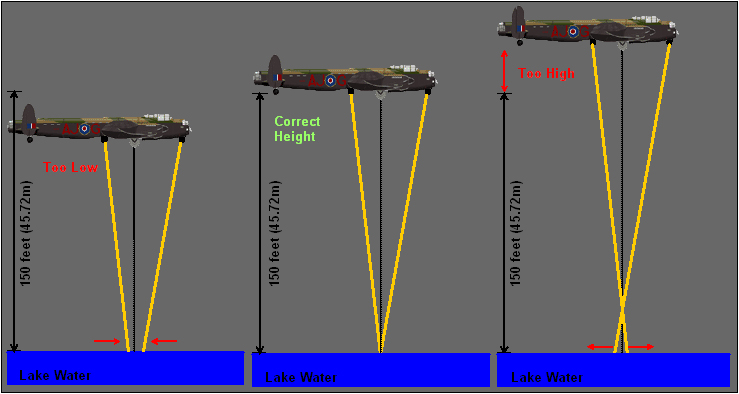 Too Low
150 feet (45.72m)
Lake Water
Correct
Height
150 feet (45.72m)
Lake Water
Too High
150 feet (45.72m)
Lake Water